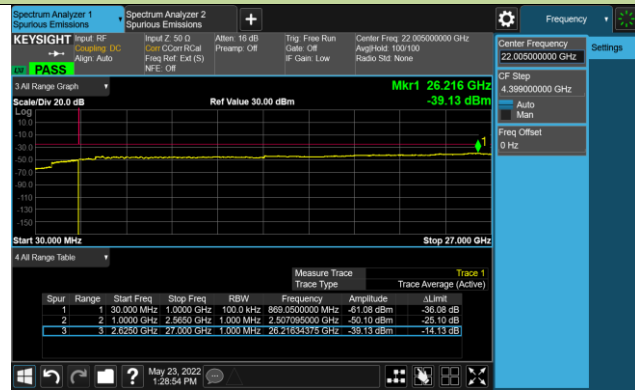 Spectrum Analyzer 1
Spurious Emissions
Spectrum Analyzer 2
Spurious Emissions
Frequency
KEYSIGHT
Input: RF
Coupling: DC
Align: Auto
Input Z: 50 Ω
Corr CCorr RCal
Freq Ref: Ext (S)
NFE: Off
Atten: 16 dB
Preamp: Off
Trig: Free Run
Gate: Off
IF Gain: Low
Center Freq: 22.005000000 GHz
Avg|Hold: 100/100
Radio Std: None
PASS
Center Frequency
22.005000000 GHz
Settings
CF Step
4.399000000 GHz
Auto
Man
Freq Offset
0 Hz
3 All Range Graph
Mkr1 26.216 GHz
-39.13 dBm
Scale/Div 20.0 dB
Ref Value 30.00 dBm
Log
10.0
-10.0
-30.0
-50.0
-70.0
-90.0
-110
-130
-150
1
Start 30.000 MHz
Stop 27.000 GHz
4 All Range Table
Measure Trace Trace 1
Trace Type Trace Average (Active)
Spur Range Start Freq Stop Freq RBW Frequency Amplitude ΔLimit
1 1 30.000 MHz 1.0000 GHz 100.0 kHz 869.0500000 MHz -61.08 dBm -36.08 dB
2 2 1.0000 GHz 2.5650 GHz 1.000 MHz 2.507095000 GHz -50.10 dBm -25.10 dB
3 3 2.6250 GHz 27.000 GHz 1.000 MHz 26.21634375 GHz -39.13 dBm -14.13 dB
May 23, 2022
1:28:54 PM